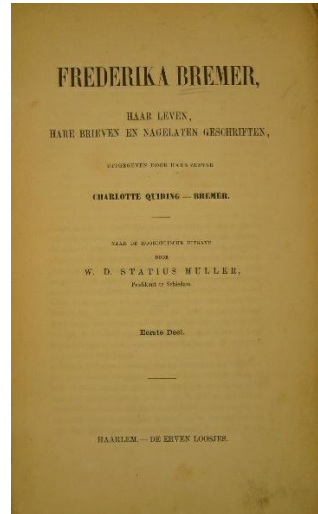 FREDERIKA BREMER,
HAAR LEVEN,
HARE BRIEVEN EN NAGELATEN GESCHRIFTEN,
UITGEGEVEN DOOR HARE ZUSTER
CHARLOTTE QUIDING — BREMER.
NAAR DE HOOGDUITSCHE UITGAVE
DOOR
W. D. STATIUS MULLER,
Predikant te Schiedam.
Eerste Deel.
HAARLEM. — DE ERVEN LOOSJES.